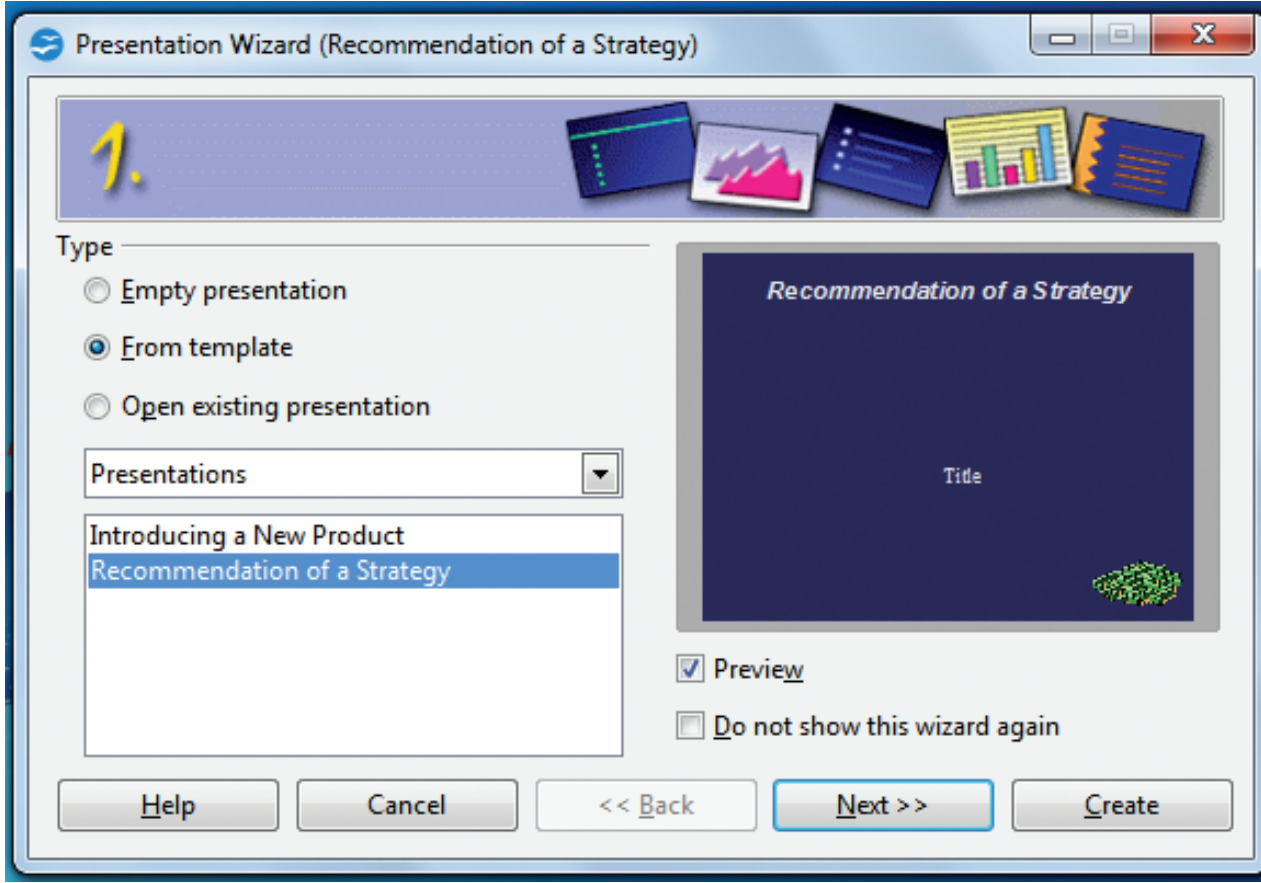 Presentation Wizard (Recommendation of a Strategy)
1.
Type
Empty presentation
From template
Open existing presentation
Presentations
Introducing a New Product
Recommendation of a Strategy
Recommendation of a Strategy
Title
Preview
Do not show this wizard again
Help Cancel << Back Next >> Create